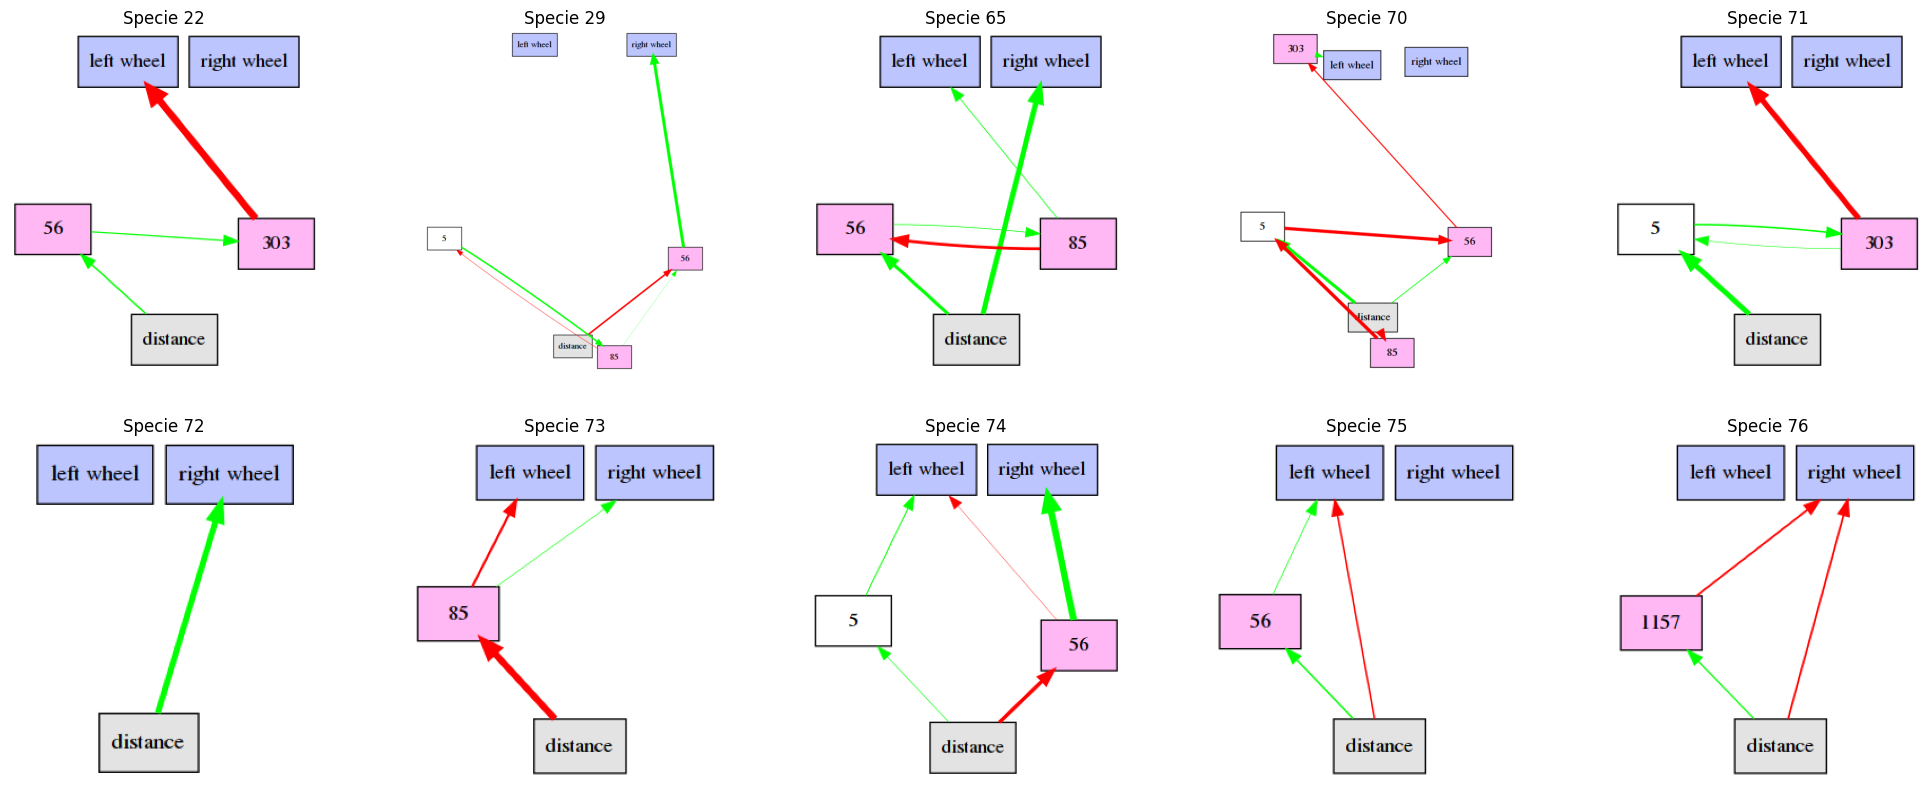 Specie 22
left wheel
right wheel
56
303
distance
Specie 29
left wheel
right wheel
5
56
distance
85
Specie 65
left wheel
right wheel
56
85
distance
Specie 70
303
left wheel
right wheel
5
56
distance
85
Specie 71
left wheel
right wheel
5
303
distance
Specie 72
left wheel
right wheel
distance
Specie 73
left wheel
right wheel
85
distance
Specie 74
left wheel
right wheel
5
56
distance
Specie 75
left wheel
right wheel
56
distance
Specie 76
left wheel
right wheel
1157
distance